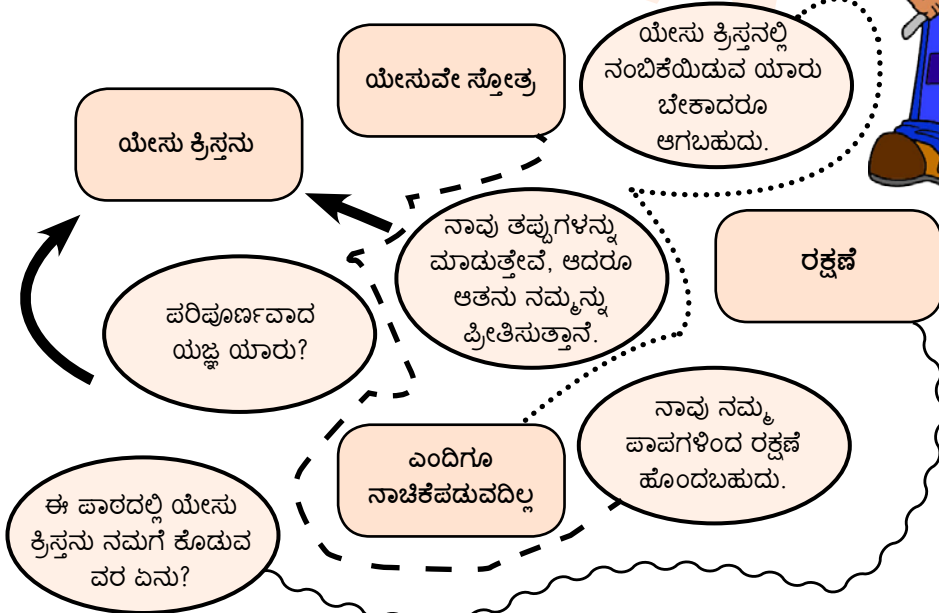 ಯೇಸು ಕ್ರಿಸ್ತನಲ್ಲಿ
ನಂಬಿಕೆಯಿಡುವ ಯಾರು
ಬೇಕಾದರೂ
ಆಗಬಹುದು.
ಯೇಸುವೇ ಸ್ತೋತ್ರ
ಯೇಸು ಕ್ರಿಸ್ತನು
ನಾವು ತಪ್ಪುಗಳನ್ನು
ಮಾಡುತ್ತೇವೆ, ಆದರೂ
ಆತನು ನಮ್ಮನ್ನು
ಪ್ರೀತಿಸುತ್ತಾನೆ.
ರಕ್ಷಣೆ
ಪರಿಪೂರ್ಣವಾದ
ಯಜ್ಞ ಯಾರು?
ನಾವು ನಮ್ಮ
ಪಾಪಗಳಿಂದ ರಕ್ಷಣೆ
ಹೊಂದಬಹುದು.
ಎಂದಿಗೂ
ನಾಚಿಕೆಪಡುವದಿಲ್ಲ
ಈ ಪಾಠದಲ್ಲಿ ಯೇಸು
ಕ್ರಿಸ್ತನು ನಮಗೆ ಕೊಡುವ
ವರ ಏನು?